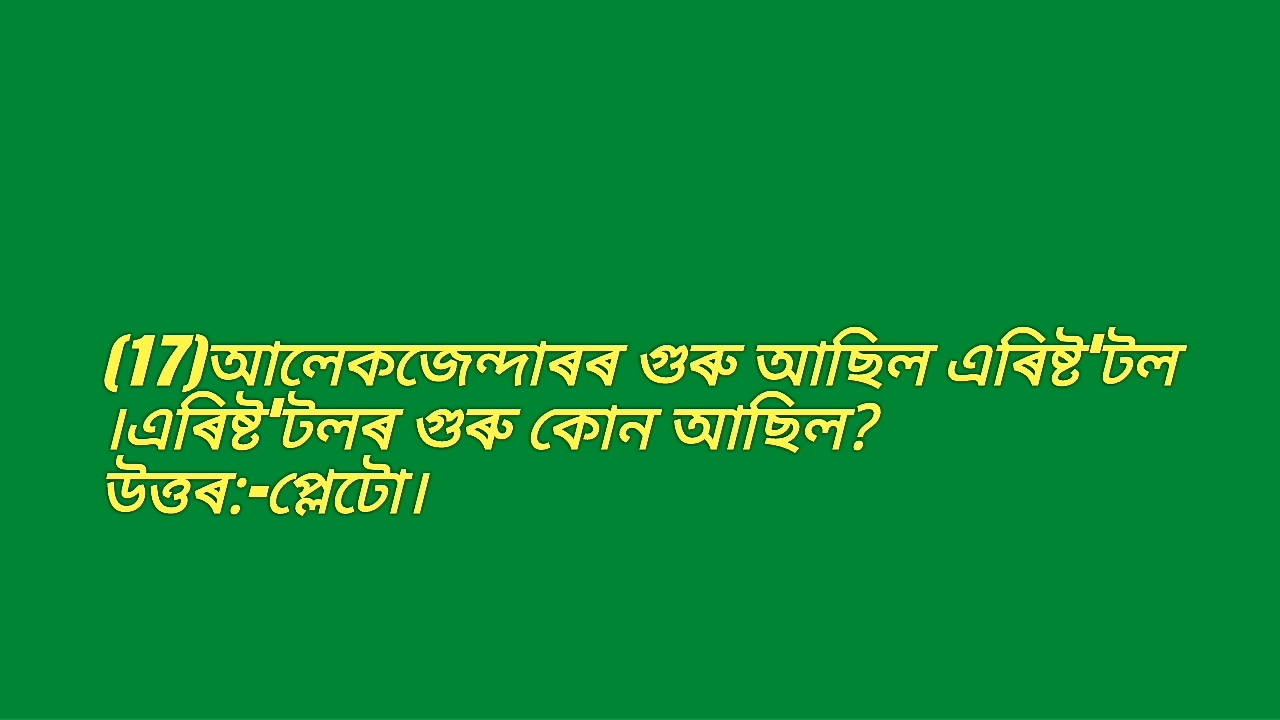 (17)আলেকজেন্দাৰৰ গুৰু আছিল এৰিষ্ট'টল
।এৰিষ্ট'টলৰ গুৰু কোন আছিল?
উত্তৰ:-প্লেটো।